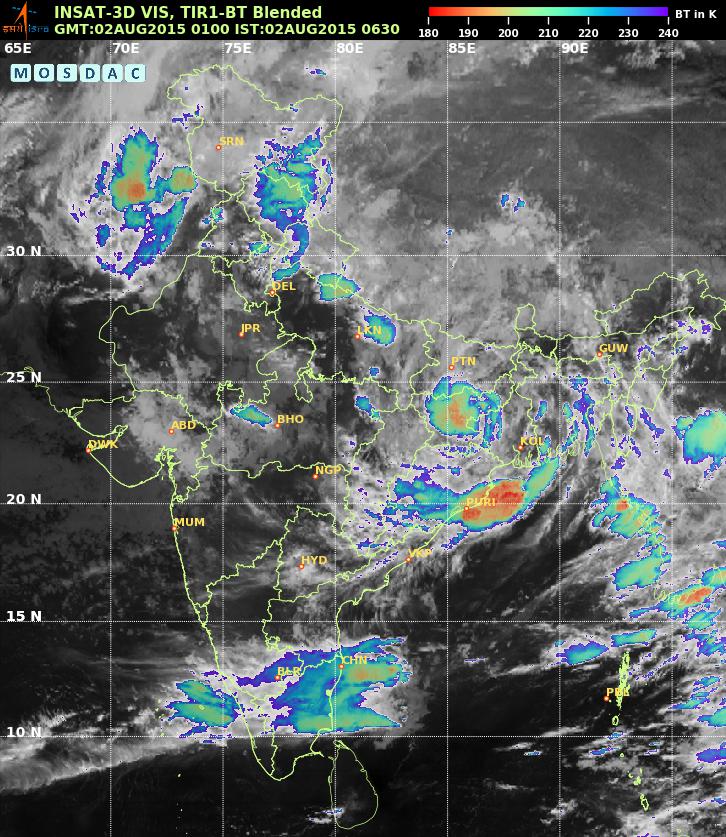 INSAT-3D VIS, TIR1-BT Blended
GMT:02AUG2015 0100 IST:02AUG2015 0630
BT in K
180 190 200 210 220 230 240
65E 70E 75E 80E 85E 90E
M O S D A C
SRN
30 N
DEL
JPR LKN
GUW
PTN
25 N
ABD BHO
DWK KOL
NGP
20 N PURI
MUM
HYD VKP
15 N
BLR CHN
PBL
10 N